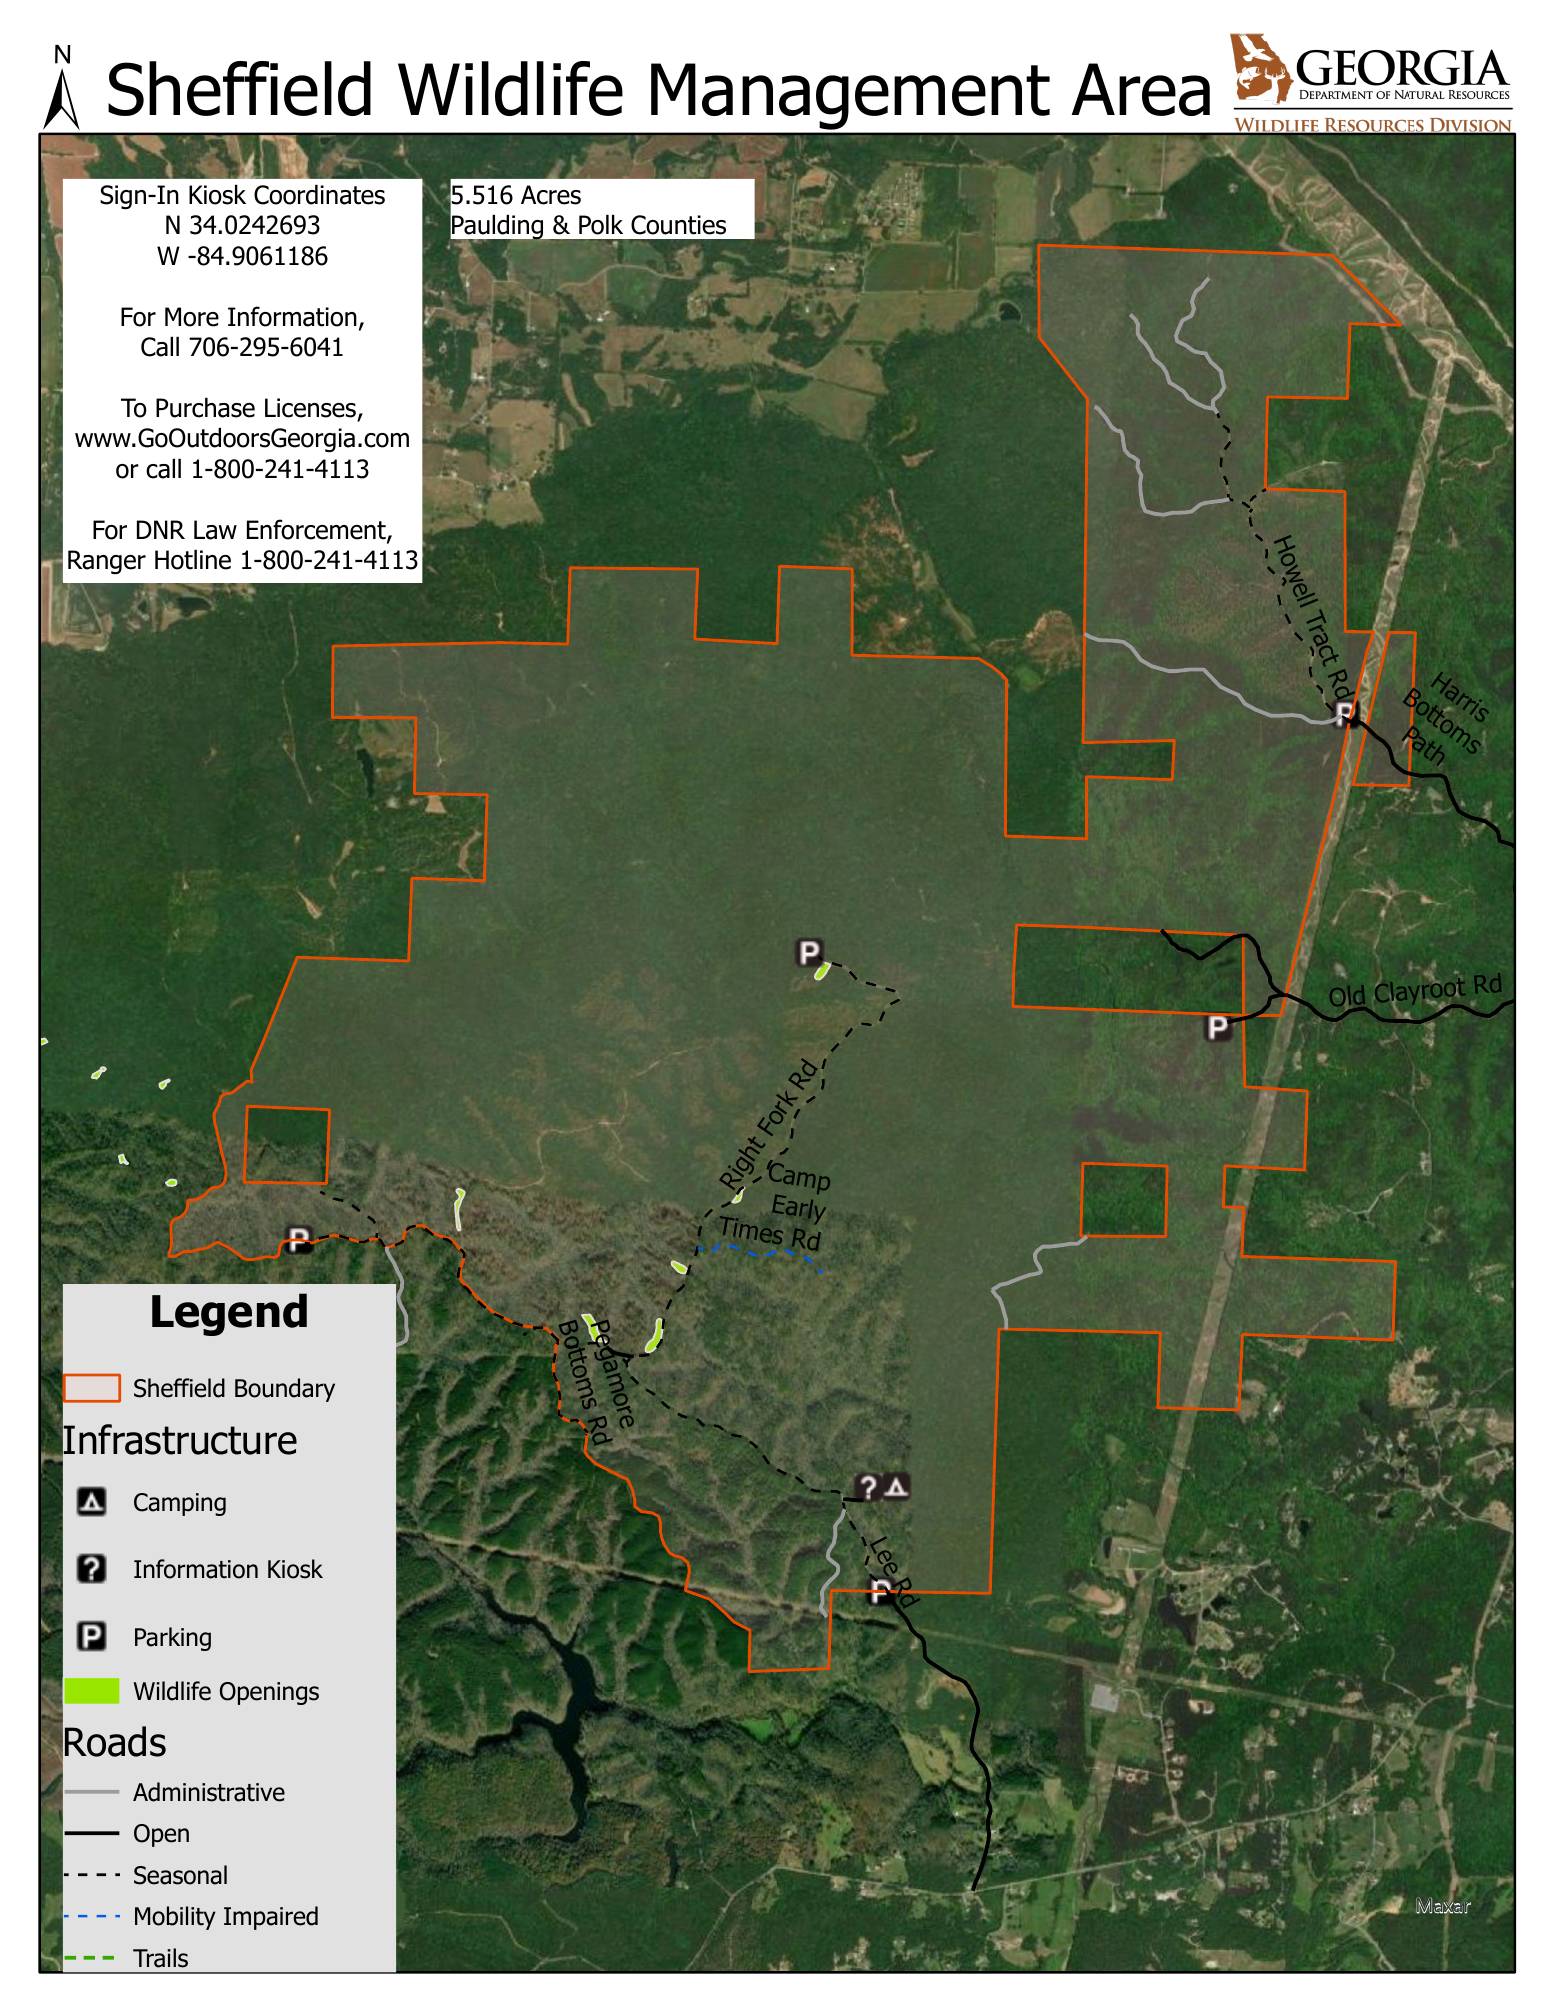 N
Sheffield Wildlife Management Area
GEORGIA
DEPARTMENT OF NATURAL RESOURCES
WILDLIFE RESOURCES DIVISION
Sign-In Kiosk Coordinates
N 34.0242693
W -84.9061186
For More Information,
Call 706-295-6041
To Purchase Licenses,
www.GoOutdoorsGeorgia.com
or call 1-800-241-4113
For DNR Law Enforcement,
Ranger Hotline 1-800-241-4113
5.516 Acres
Paulding & Polk Counties
Howell Tract Rd
P
Harris
Bottoms
Path
P
Old Clayroot Rd
P
Right Fork Rd
Camp
Early
Times Rd
P
Pegamore
Bottoms Rd
?
Lee Rd
P
Legend
Sheffield Boundary
Infrastructure
Camping
? Information Kiosk
P Parking
Wildlife Openings
Roads
Administrative
Open
Seasonal
Mobility Impaired
Trails
Maxar